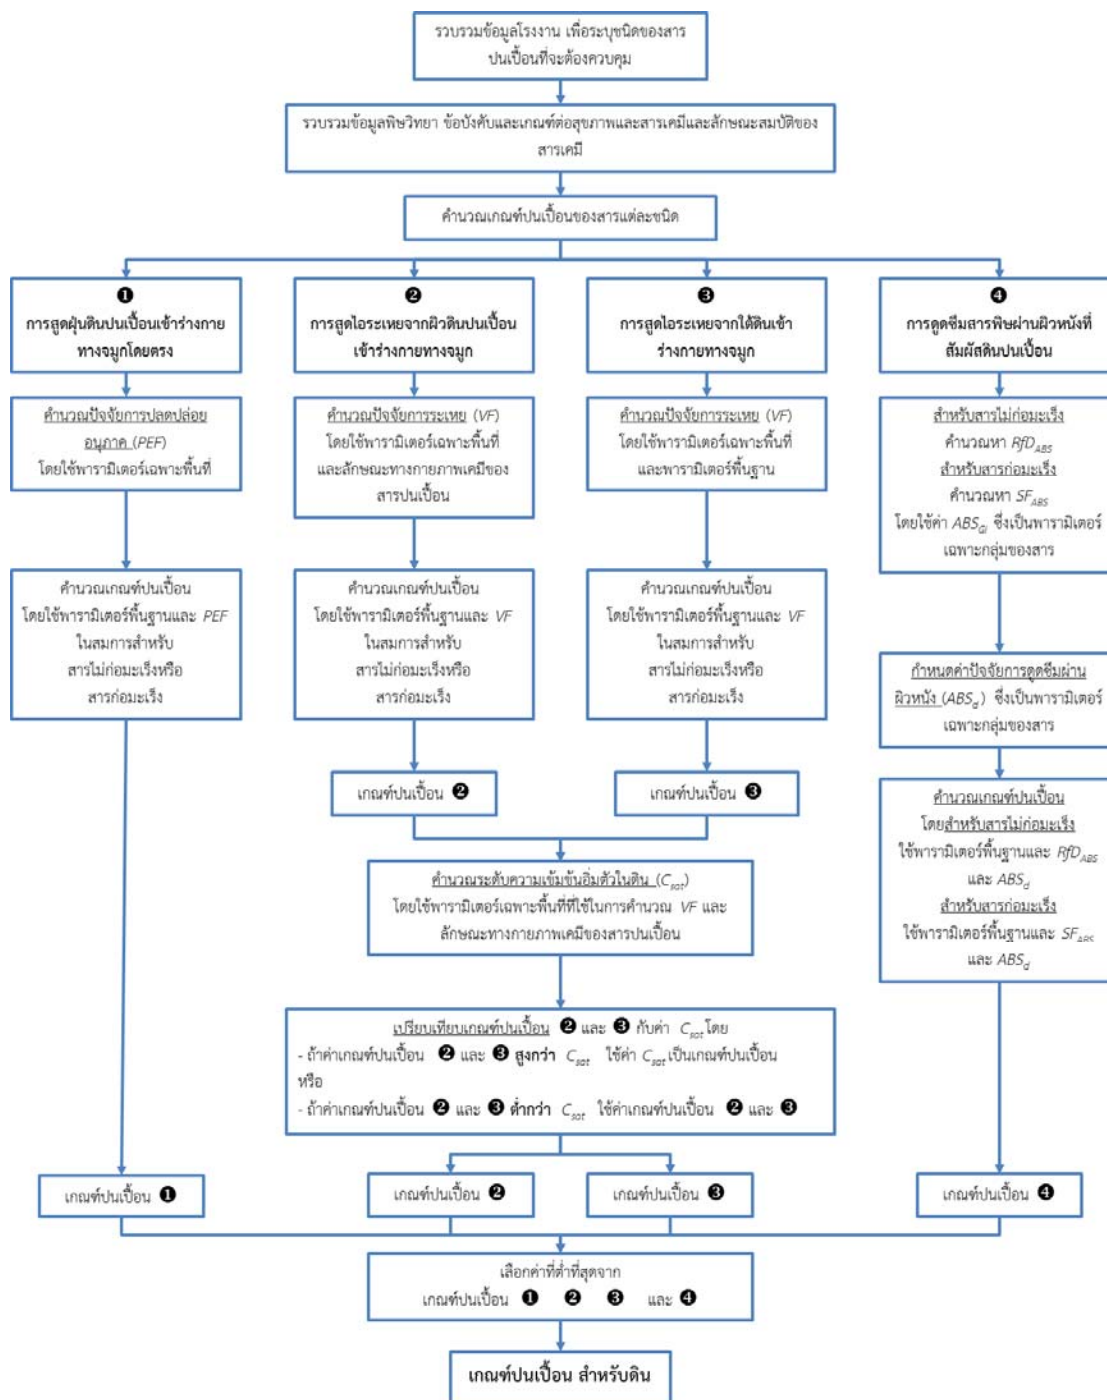 รวบรวมข้อมูลโรงงาน เพื่อระบุชนิดของสาร
ปนเปื้อนที่จะต้องควบคุม
รวบรวมข้อมูลพิษวิทยา ข้อบังคับและเกณฑ์ต่อสุขภาพและสารเคมีและลักษณะสมบัติของ
สารเคมี
คำนวณเกณฑ์ปนเปื้อนของสารแต่ละชนิด
❶
การสูดฝุ่นดินปนเปื้อนเข้าร่างกาย
ทางจมูกโดยตรง
คำนวณปัจจัยการปลดปล่อย
อนุภาค (PEF)
โดยใช้พารามิเตอร์เฉพาะพื้นที่
คำนวณเกณฑ์ปนเปื้อน
โดยใช้พารามิเตอร์พื้นฐานและ PEF
ในสมการสำหรับ
สารไม่ก่อมะเร็งหรือ
สารก่อมะเร็ง
❷
การสูดไอระเหยจากผิวดินปนเปื้อน
เข้าร่างกายทางจมูก
คำนวณปัจจัยการระเหย (VF)
โดยใช้พารามิเตอร์เฉพาะพื้นที่
และลักษณะทางกายภาพเคมีของ
สารปนเปื้อน
คำนวณเกณฑ์ปนเปื้อน
โดยใช้พารามิเตอร์พื้นฐานและ VF
ในสมการสำหรับ
สารไม่ก่อมะเร็งหรือ
สารก่อมะเร็ง
เกณฑ์ปนเปื้อน ❷
❸
การสูดไอระเหยจากใต้ดินเข้า
ร่างกายทางจมูก
คำนวณปัจจัยการระเหย (VF)
โดยใช้พารามิเตอร์เฉพาะพื้นที่
และพารามิเตอร์พื้นฐาน
คำนวณเกณฑ์ปนเปื้อน
โดยใช้พารามิเตอร์พื้นฐานและ VF
ในสมการสำหรับ
สารไม่ก่อมะเร็งหรือ
สารก่อมะเร็ง
เกณฑ์ปนเปื้อน ❸
❹
การดูดซึมสารพิษผ่านผิวหนังที่
สัมผัสดินปนเปื้อน
สำหรับสารไม่ก่อมะเร็ง
คำนวณหา RfD_ABS
สำหรับสารก่อมะเร็ง
คำนวณหา SF_ABS
โดยใช้ค่า ABS_GI ซึ่งเป็นพารามิเตอร์
เฉพาะกลุ่มของสาร
กำหนดค่าปัจจัยการดูดซึมผ่าน
ผิวหนัง (ABS_d) ซึ่งเป็นพารามิเตอร์
เฉพาะกลุ่มของสาร
คำนวณเกณฑ์ปนเปื้อน
โดยสำหรับสารไม่ก่อมะเร็ง
ใช้พารามิเตอร์พื้นฐานและ RfD_ABS
และ ABS_d
สำหรับสารก่อมะเร็ง
ใช้พารามิเตอร์พื้นฐานและ SF_ABS
และ ABS_d
คำนวณระดับความเข้มข้นอิ่มตัวในดิน (C_sat)
โดยใช้พารามิเตอร์เฉพาะพื้นที่ที่ใช้ในการคำนวณ VF และ
ลักษณะทางกายภาพเคมีของสารปนเปื้อน
เปรียบเทียบเกณฑ์ปนเปื้อน ❷ และ ❸ กับค่า C_sat โดย
- ถ้าค่าเกณฑ์ปนเปื้อน ❷ และ ❸ สูงกว่า C_sat ใช้ค่า C_sat เป็นเกณฑ์ปนเปื้อน
หรือ
- ถ้าค่าเกณฑ์ปนเปื้อน ❷ และ ❸ ต่ำกว่า C_sat ใช้ค่าเกณฑ์ปนเปื้อน ❷ และ ❸
เกณฑ์ปนเปื้อน ❶
เกณฑ์ปนเปื้อน ❷
เกณฑ์ปนเปื้อน ❸
เกณฑ์ปนเปื้อน ❹
เลือกค่าที่ต่ำที่สุดจาก
เกณฑ์ปนเปื้อน ❶ ❷ ❸ และ ❹
เกณฑ์ปนเปื้อน สำหรับดิน